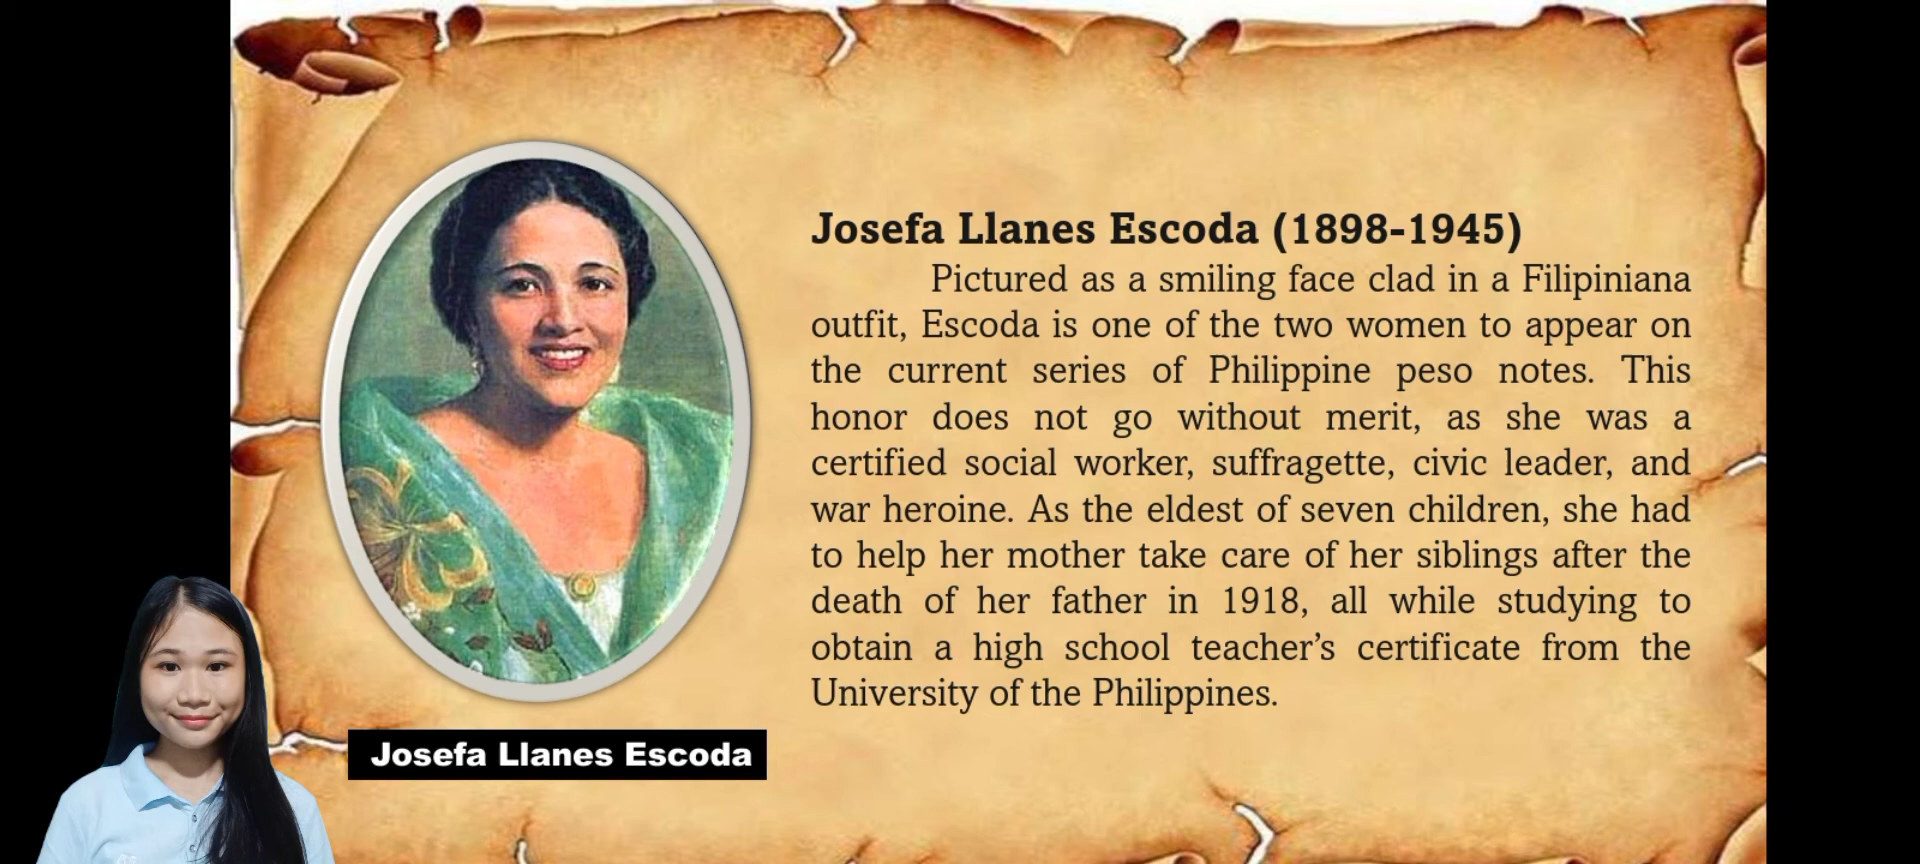 Josefa Llanes Escoda (1898-1945)
Pictured as a smiling face clad in a Filipiniana
outfit, Escoda is one of the two women to appear on
the current series of Philippine peso notes. This
honor does not go without merit, as she was a
certified social worker, suffragette, civic leader, and
war heroine. As the eldest of seven children, she had
to help her mother take care of her siblings after the
death of her father in 1918, all while studying to
obtain a high school teacher’s certificate from the
University of the Philippines.
Josefa Llanes Escoda